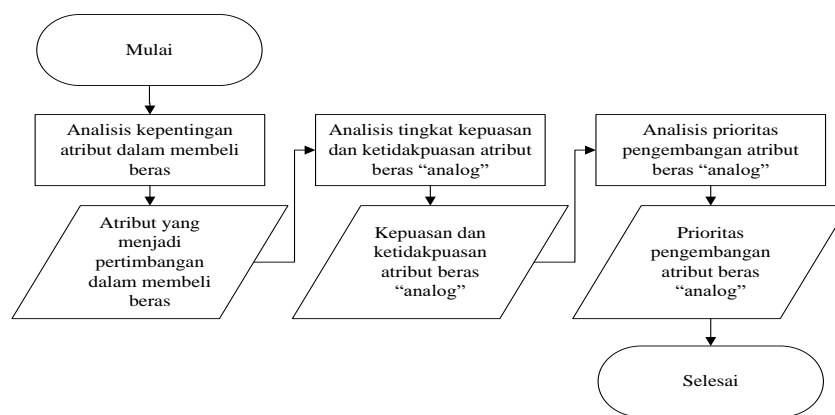 Mulai
Analisis kepentingan
atribut dalam membeli
beras
Atribut yang
menjadi
pertimbangan
dalam membeli
beras
Analisis tingkat kepuasan
dan ketidakpuasan atribut
beras “analog”
Kepuasan dan
ketidakpuasan
atribut beras
“analog”
Analisis prioritas
pengembangan atribut
beras “analog”
Prioritas
pengembangan
atribut beras
“analog”
Selesai